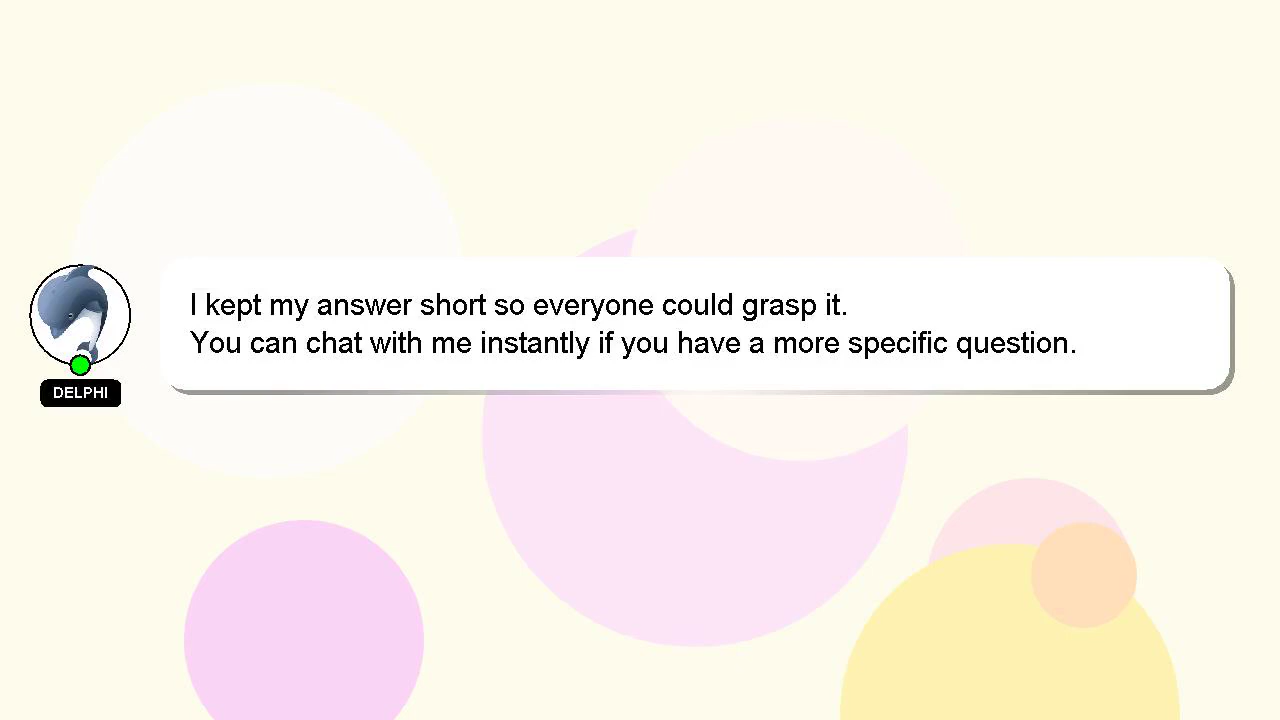 I kept my answer short so everyone could grasp it.
You can chat with me instantly if you have a more specific question.
DELPHI